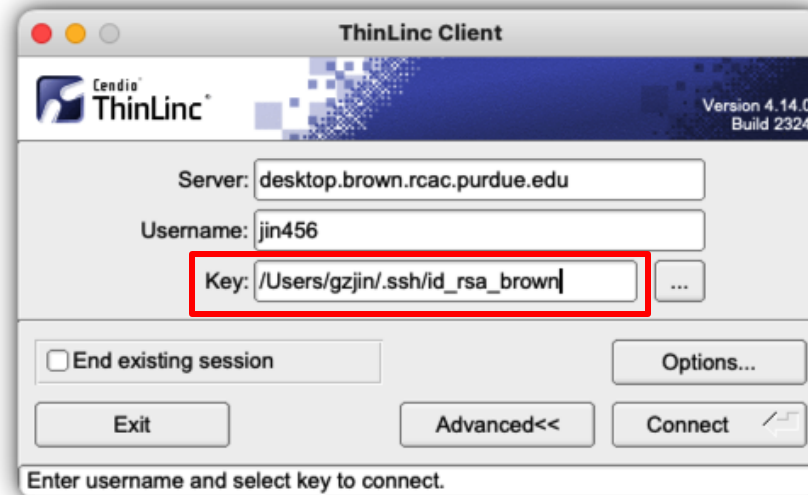 ThinLinc Client
Cendio
ThinLinc
Version 4.14.0
Build 2324
Server: desktop.brown.rcac.purdue.edu
Username: jin456
Key: /Users/gzjin/.ssh/id_rsa_brown ...
End existing session
Options...
Exit
Advanced<<
Connect
Enter username and select key to connect.